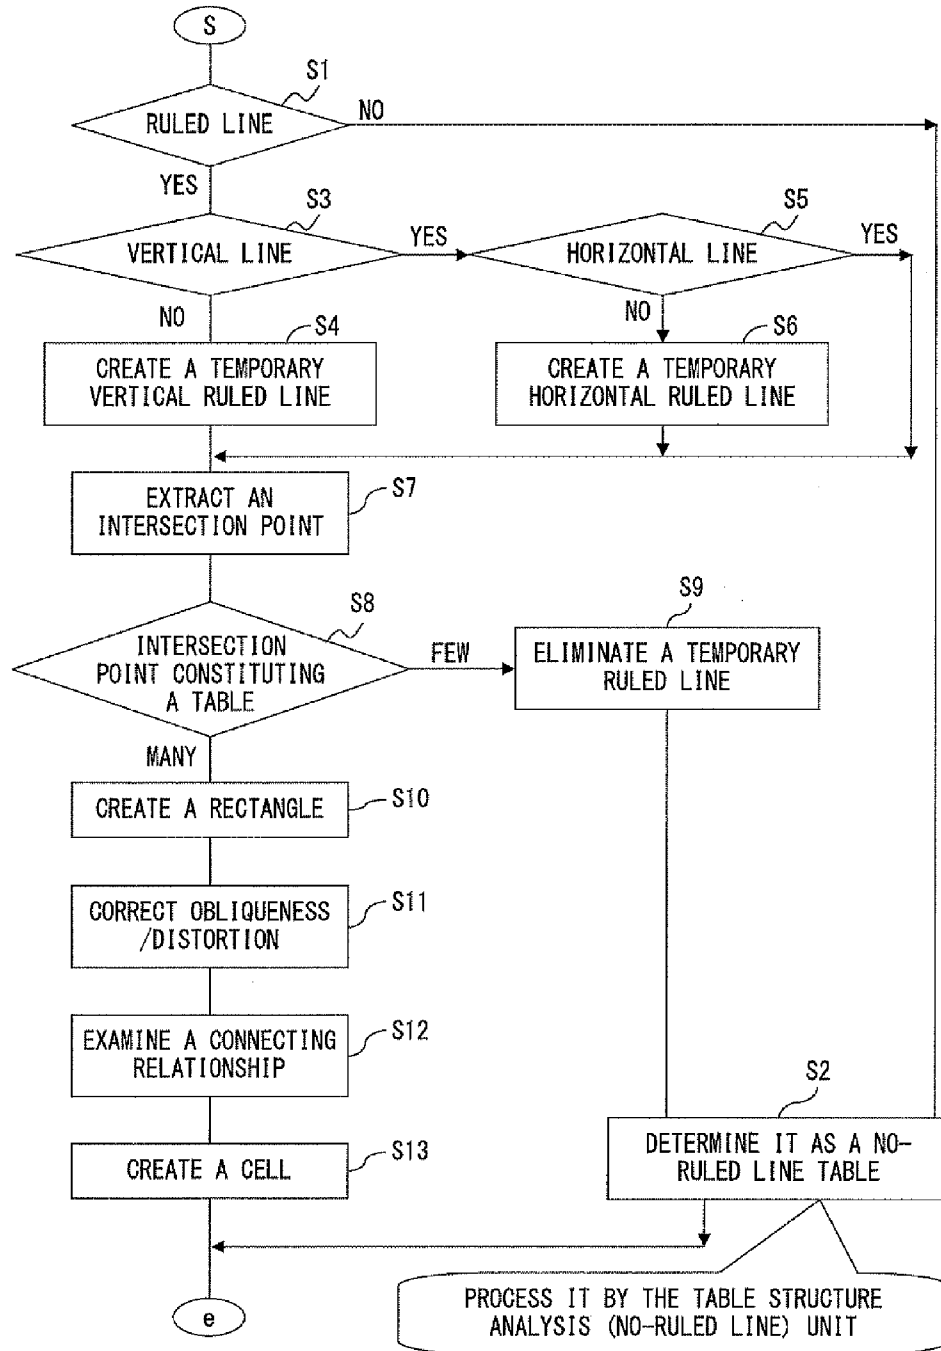 S
S1
RULED LINE
NO
YES
S3
VERTICAL LINE
YES
S5
HORIZONTAL LINE
YES
NO
S4
CREATE A TEMPORARY
VERTICAL RULED LINE
NO
S6
CREATE A TEMPORARY
HORIZONTAL RULED LINE
S7
EXTRACT AN
INTERSECTION POINT
S8
INTERSECTION
POINT CONSTITUTING
A TABLE
FEW
S9
ELIMINATE A TEMPORARY
RULED LINE
MANY
S10
CREATE A RECTANGLE
S11
CORRECT OBLIQUENESS
/DISTORTION
S12
EXAMINE A CONNECTING
RELATIONSHIP
S2
DETERMINE IT AS A NO-
RULED LINE TABLE
S13
CREATE A CELL
PROCESS IT BY THE TABLE STRUCTURE
ANALYSIS (NO-RULED LINE) UNIT
e